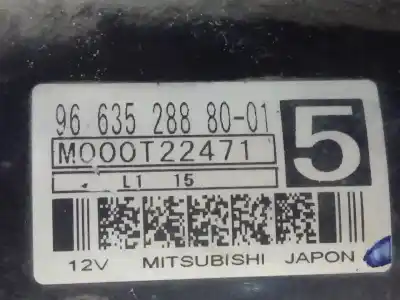 96 635 288 80-01
5
M000T22471
L1 15
12V MITSUBISHI JAPON